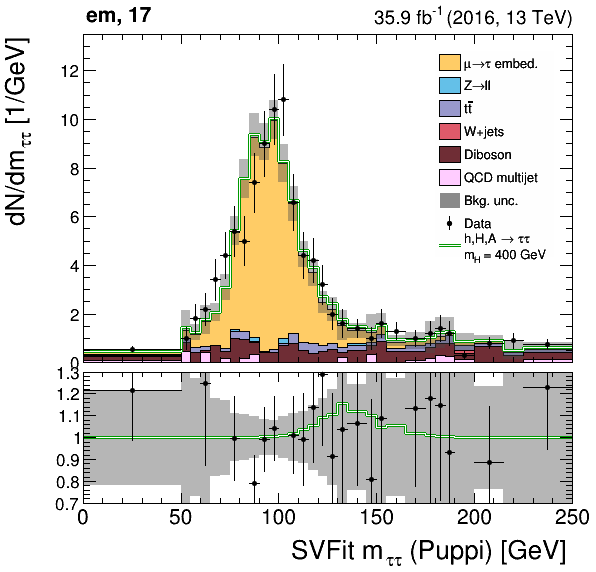 em, 17
35.9 fb⁻¹ (2016, 13 TeV)
dN/dm_ττ [1/GeV]
12
10
8
6
4
2
0
μ→τ embed.
Z→ll
tt̄
W+jets
Diboson
QCD multijet
Bkg. unc.
Data
h,H,A → ττ
m_H = 400 GeV
1.3
1.2
1.1
1
0.9
0.8
0.7
0 50 100 150 200 250
SVFit m_ττ (Puppi) [GeV]